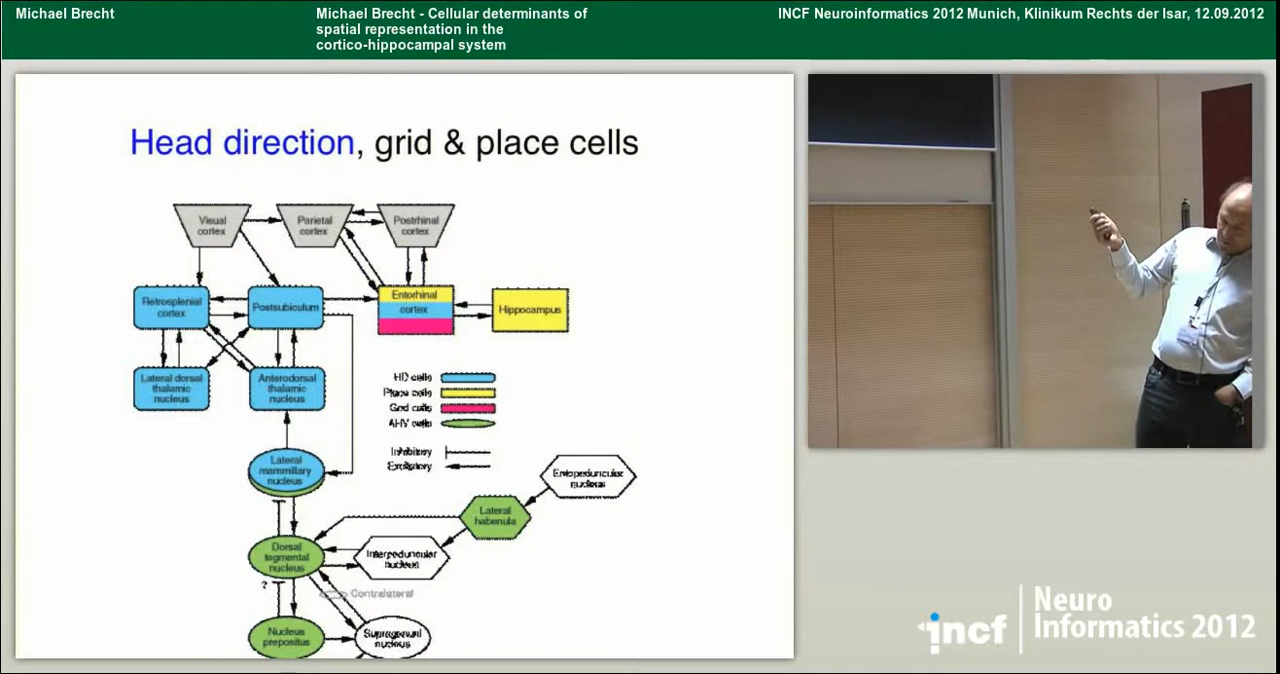 Michael Brecht
Michael Brecht - Cellular determinants of
spatial representation in the
cortico-hippocampal system
INCF Neuroinformatics 2012 Munich, Klinikum Rechts der Isar, 12.09.2012
Head direction, grid & place cells
Visual
cortex
Parietal
cortex
Postrhinal
cortex
Retrosplenial
cortex
Postsubiculum
Entorhinal
cortex
Hippocampus
Lateral dorsal
thalamic
nucleus
Anterodorsal
thalamic
nucleus
HD cells
Place cells
Grid cells
AHV cells
Inhibitory
Excitatory
Lateral
mammillary
nucleus
Entopeduncular
nucleus
Lateral
habenula
Dorsal
tegmental
nucleus
Interpeduncular
nucleus
?
Contralateral
Nucleus
prepositus
Supragenual
nucleus
incf
Neuro
Informatics 2012